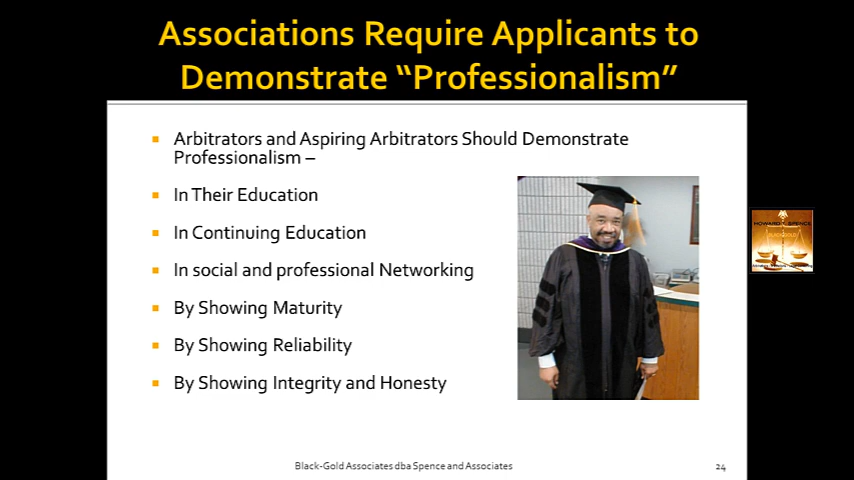 Associations Require Applicants to
Demonstrate “Professionalism”
Arbitrators and Aspiring Arbitrators Should Demonstrate
Professionalism –
In Their Education
In Continuing Education
In social and professional Networking
By Showing Maturity
By Showing Reliability
By Showing Integrity and Honesty
BLACK-GOLD
Black-Gold Associates dba Spence and Associates
24